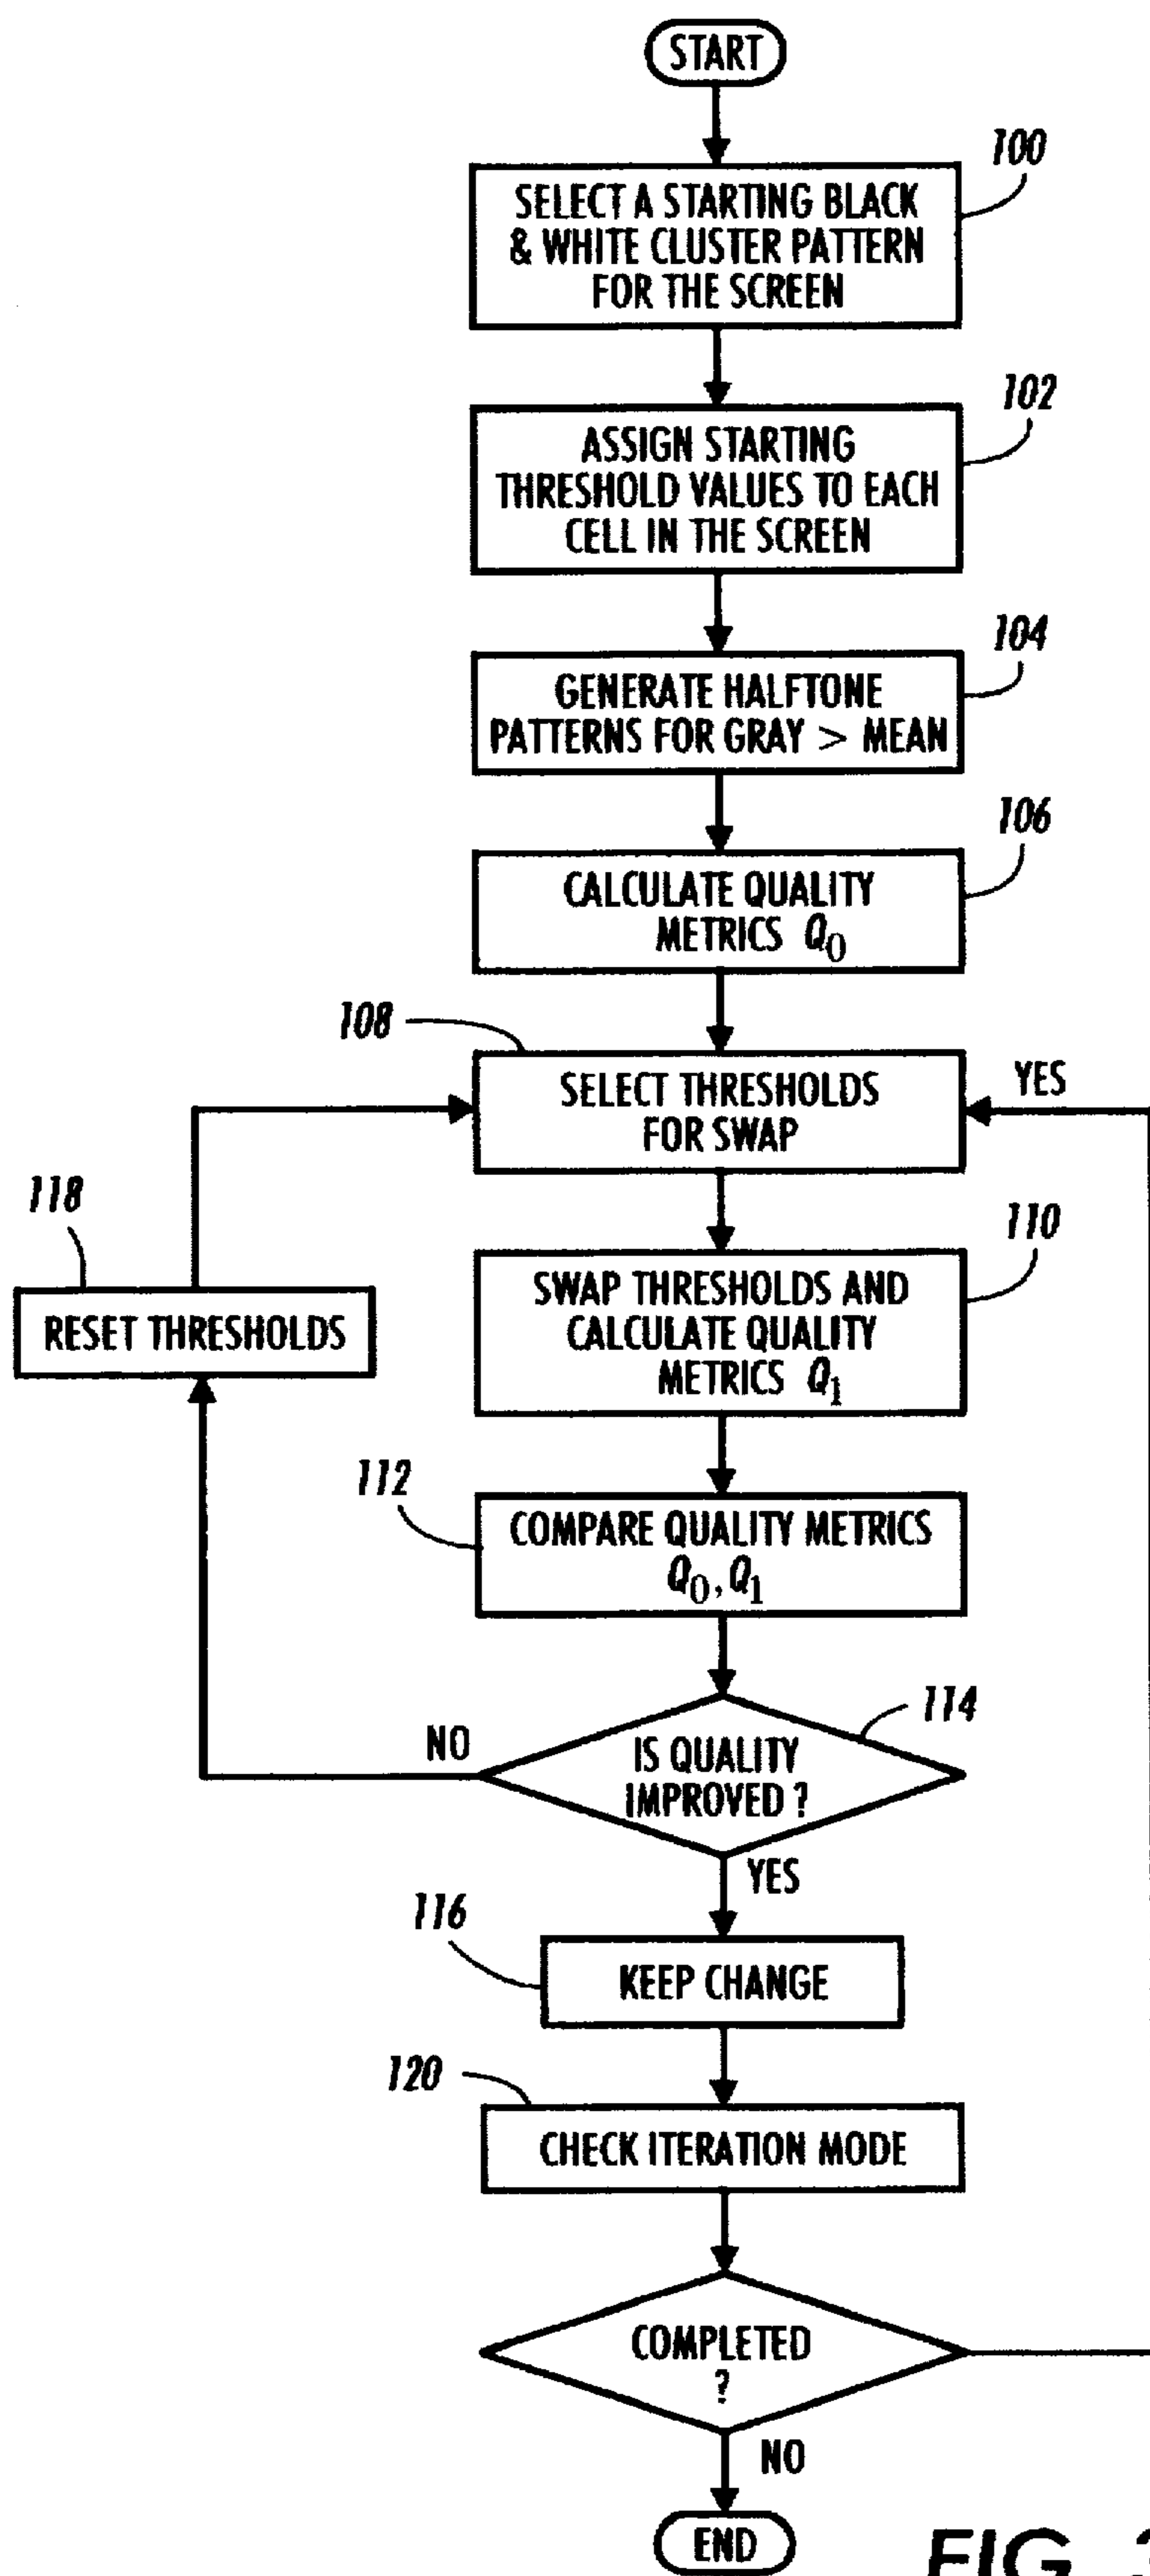 START
100
SELECT A STARTING BLACK
& WHITE CLUSTER PATTERN
FOR THE SCREEN
102
ASSIGN STARTING
THRESHOLD VALUES TO EACH
CELL IN THE SCREEN
104
GENERATE HALFTONE
PATTERNS FOR GRAY > MEAN
106
CALCULATE QUALITY
METRICS Q0
108
SELECT THRESHOLDS
FOR SWAP
YES
118
RESET THRESHOLDS
110
SWAP THRESHOLDS AND
CALCULATE QUALITY
METRICS Q1
112
COMPARE QUALITY METRICS
Q0, Q1
114
NO
IS QUALITY
IMPROVED ?
YES
116
KEEP CHANGE
120
CHECK ITERATION MODE
COMPLETED
?
NO
END
FIG.